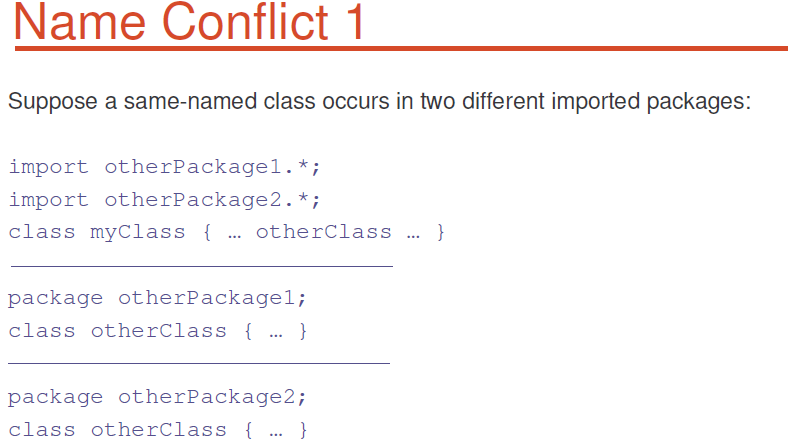 Name Conflict 1
Suppose a same-named class occurs in two different imported packages:
import otherPackage1.*;
import otherPackage2.*;
class myClass { … otherClass … }
package otherPackage1;
class otherClass { … }
package otherPackage2;
class otherClass { … }